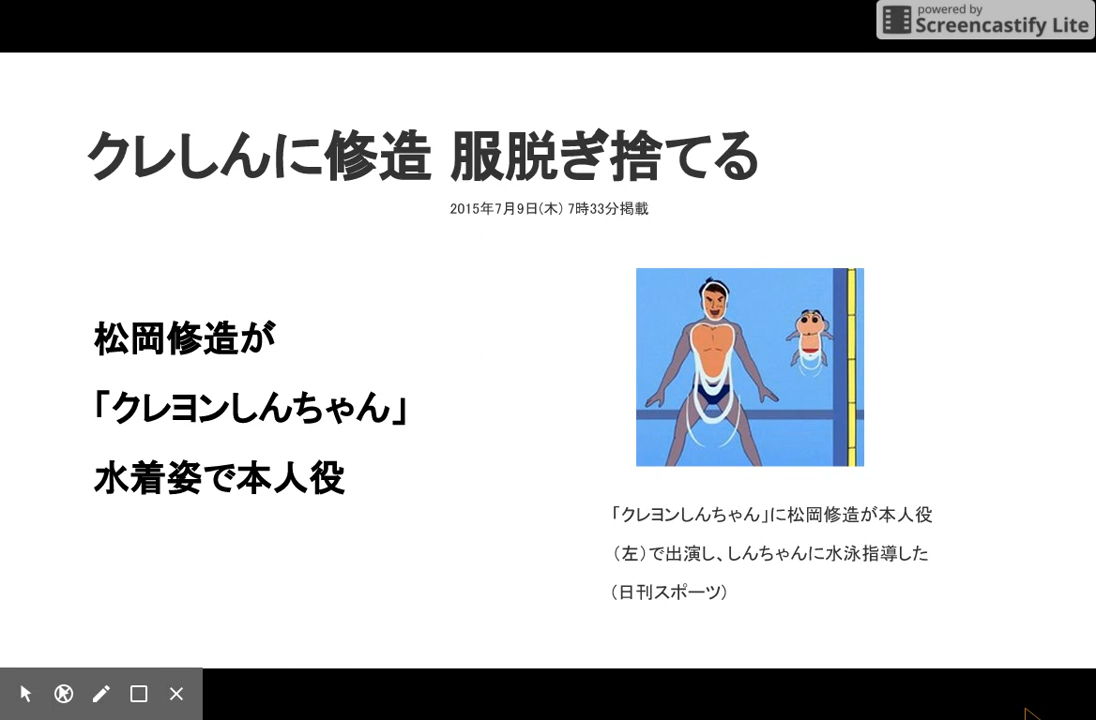 powered by
Screencastify Lite
クレしんに修造 服脱ぎ捨てる
2015年7月9日(木) 7時33分掲載
松岡修造が
「クレヨンしんちゃん」
水着姿で本人役
「クレヨンしんちゃん」に松岡修造が本人役
（左）で出演し、しんちゃんに水泳指導した
（日刊スポーツ）